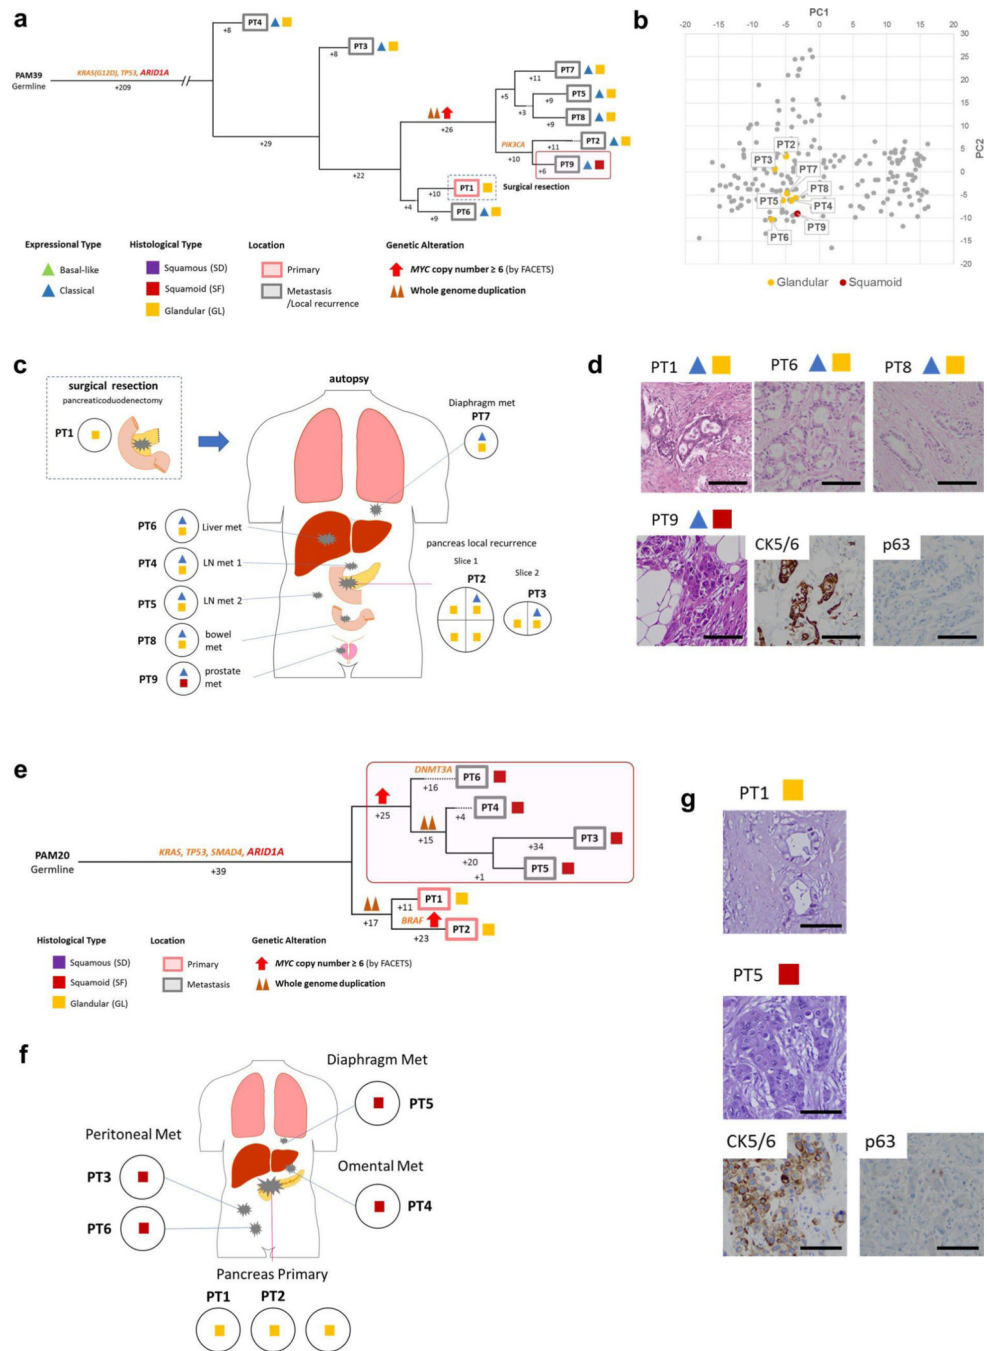 a
PT4
+8
PT3
+8
KRAS(G12D), TP53, ARID1A
PAM39
Germline
+209
+29
+22
+26
+5
PT7
+11
+3
PT5
+9
PT8
+9
PIK3CA
+10
PT2
+11
PT9
+6
Surgical resection
+4
PT1
+10
PT6
+9
Expressional Type
Basal-like
Classical
Histological Type
Squamous (SD)
Squamoid (SF)
Glandular (GL)
Location
Primary
Metastasis
/Local recurrence
Genetic Alteration
MYC copy number ≥ 6 (by FACETS)
Whole genome duplication
b
PC1
-20 -15 -10 -5 0 5 10 15 20
30
25
20
15
10
5
0
-5
-10
-15
-20
PC2
PT2
PT3
PT7
PT8
PT5
PT4
PT9
PT6
Glandular
Squamoid
c
surgical resection
pancreaticoduodenectomy
PT1
autopsy
Diaphragm met
PT7
PT6
Liver met
PT4
LN met 1
PT5
LN met 2
PT8
bowel
met
PT9
prostate
met
pancreas local recurrence
Slice 1
PT2
Slice 2
PT3
d
PT1
PT6
PT8
PT9
CK5/6
p63
e
PAM20
Germline
KRAS, TP53, SMAD4, ARID1A
+39
+25
DNMT3A
PT6
+16
+15
PT4
+4
+20
PT3
+34
PT5
+1
+17
PT1
+11
BRAF
PT2
+23
Histological Type
Squamous (SD)
Squamoid (SF)
Glandular (GL)
Location
Primary
Metastasis
Genetic Alteration
MYC copy number ≥ 6 (by FACETS)
Whole genome duplication
f
Diaphragm Met
PT5
Peritoneal Met
PT3
PT6
Omental Met
PT4
Pancreas Primary
PT1
PT2
g
PT1
PT5
CK5/6
p63